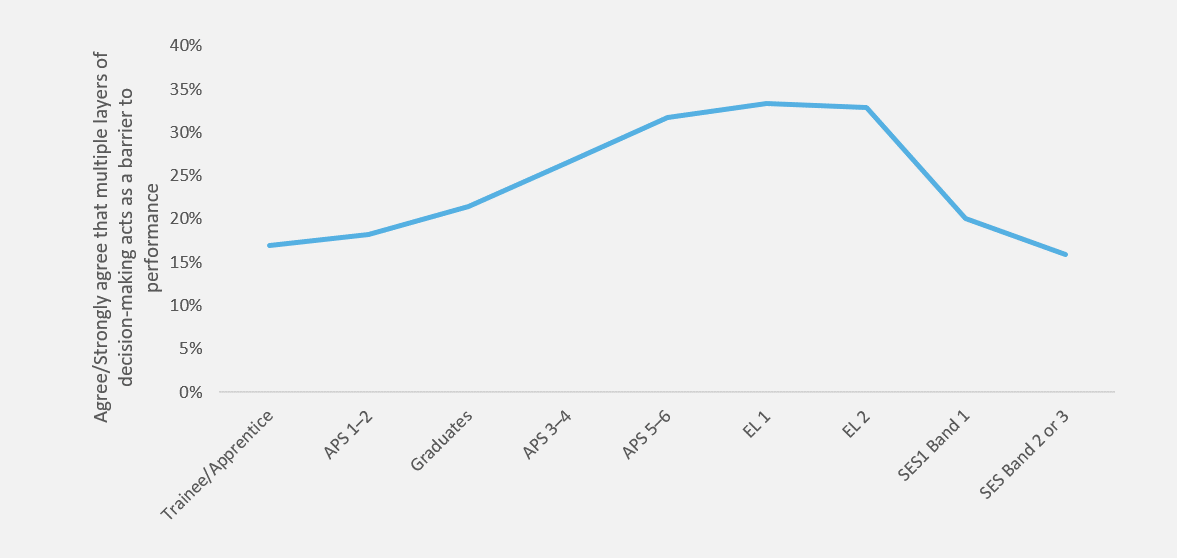 Agree/Strongly agree that multiple layers of
decision-making acts as a barrier to
performance
40%
35%
30%
25%
20%
15%
10%
5%
0%
Trainee/Apprentice
APS 1–2
Graduates
APS 3–4
APS 5–6
EL 1
EL 2
SES1 Band 1
SES Band 2 or 3